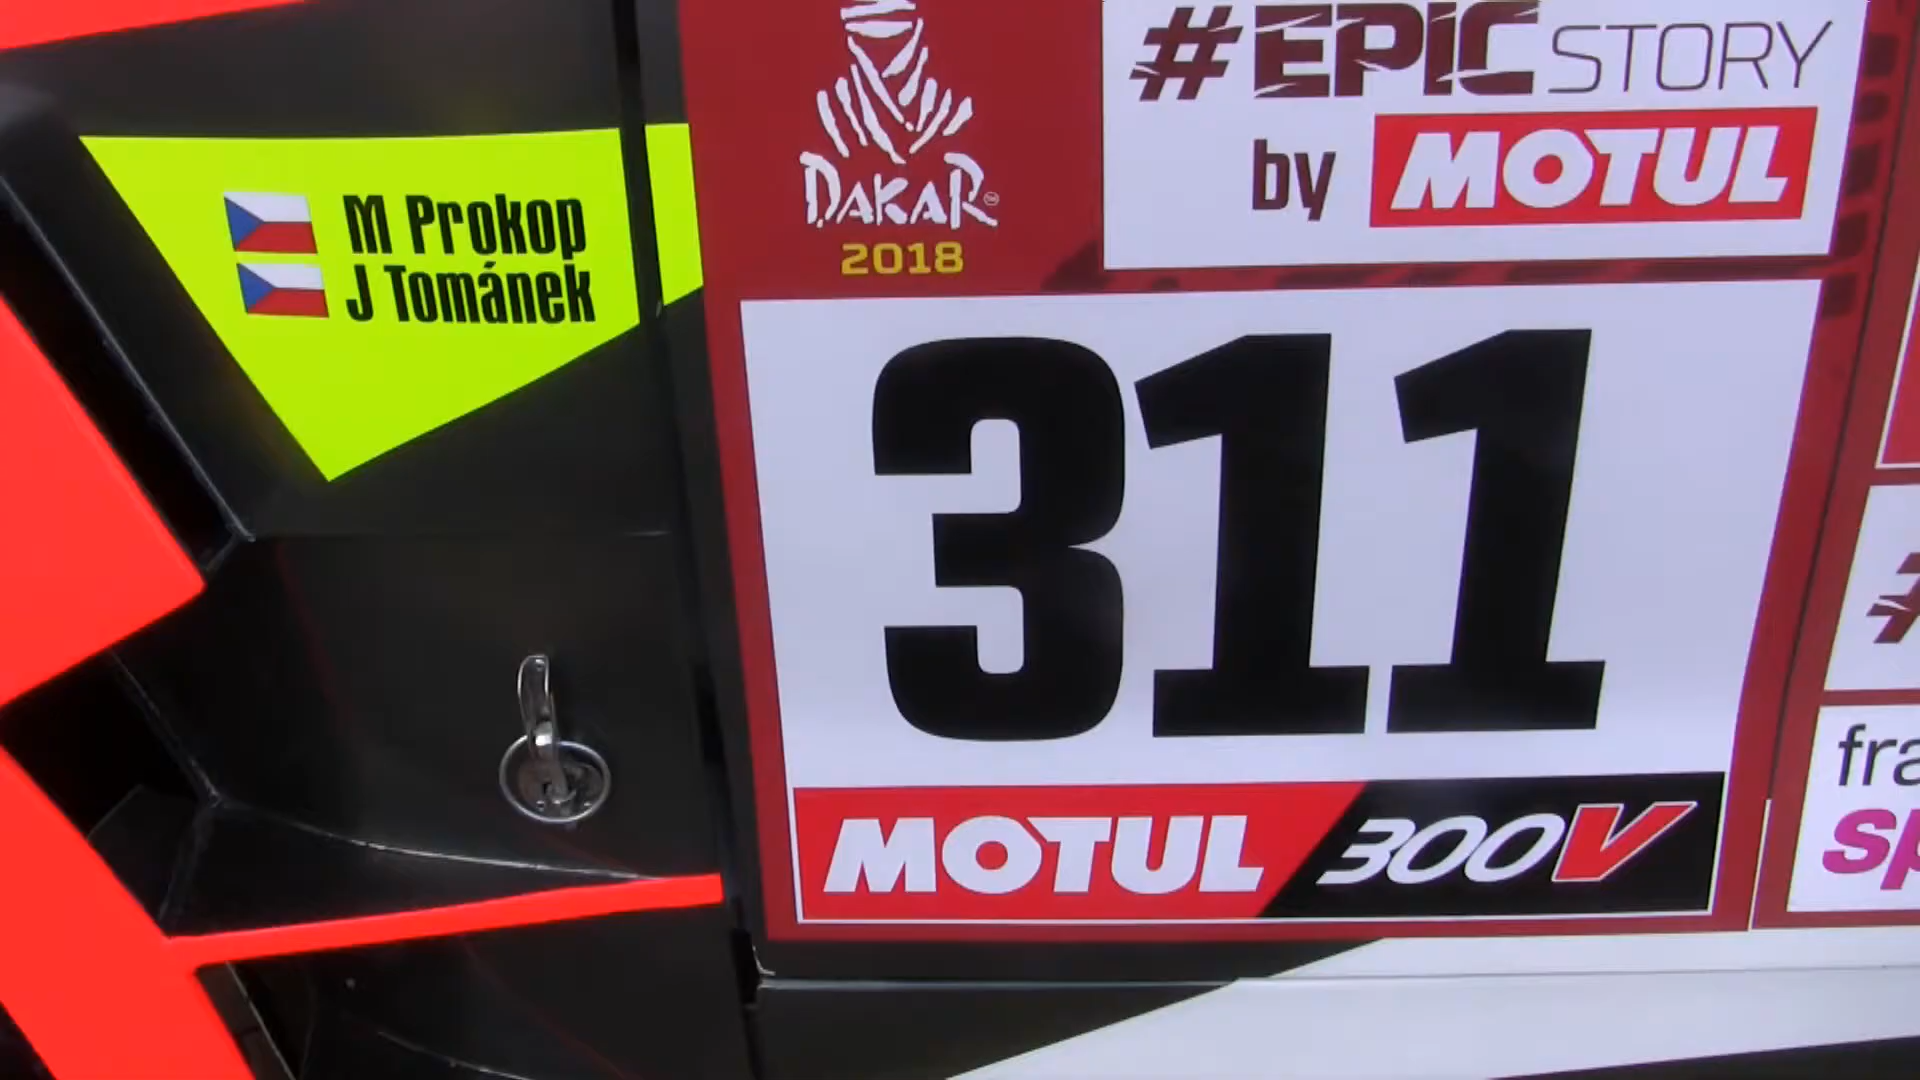 M Prokop
J Tománek
DAKAR
2018
#EPIC STORY
by MOTUL
311
MOTUL 300V